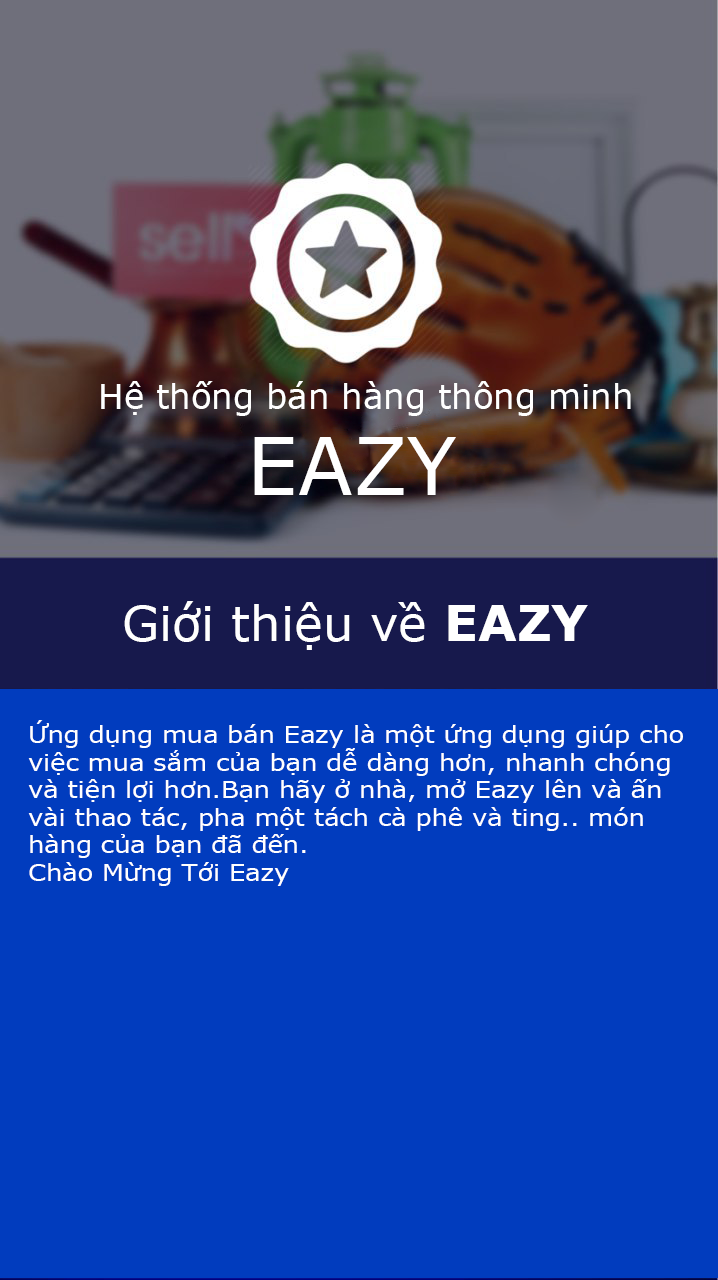 sell
Hệ thống bán hàng thông minh
EAZY
Giới thiệu về EAZY
Ứng dụng mua bán Eazy là một ứng dụng giúp cho
việc mua sắm của bạn dễ dàng hơn, nhanh chóng
và tiện lợi hơn.Bạn hãy ở nhà, mở Eazy lên và ấn
vài thao tác, pha một tách cà phê và ting.. món
hàng của bạn đã đến.
Chào Mừng Tới Eazy